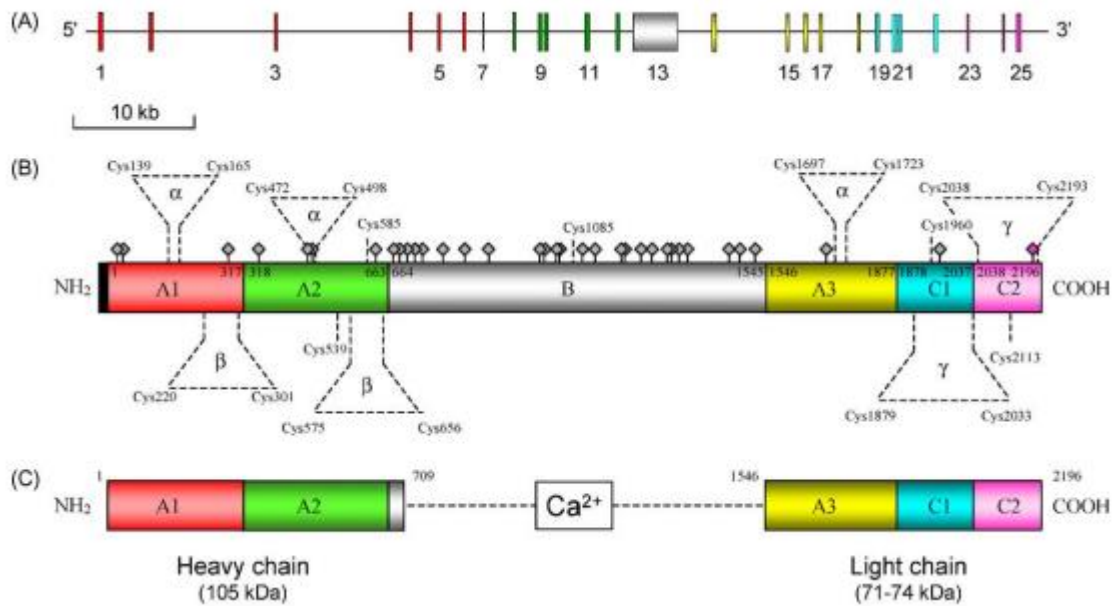 (A) 5' 3'
1 3 5 7 9 11 13 15 17 19 21 23 25
10 kb
(B)
Cys139 Cys165 Cys1697 Cys1723
Cys472 Cys498 Cys2038 Cys2193
α α α γ
Cys585 Cys1085 Cys1960
1 317 318 663 664 1545 1546 1877 1878 2037 2038 2196
NH2 A1 A2 B A3 C1 C2 COOH
Cys539 Cys2113
β β γ
Cys220 Cys301 Cys1879 Cys2033
Cys575 Cys656
(C) 1 709 1546 2196
NH2 A1 A2 Ca2+ A3 C1 C2 COOH
Heavy chain Light chain
(105 kDa) (71-74 kDa)